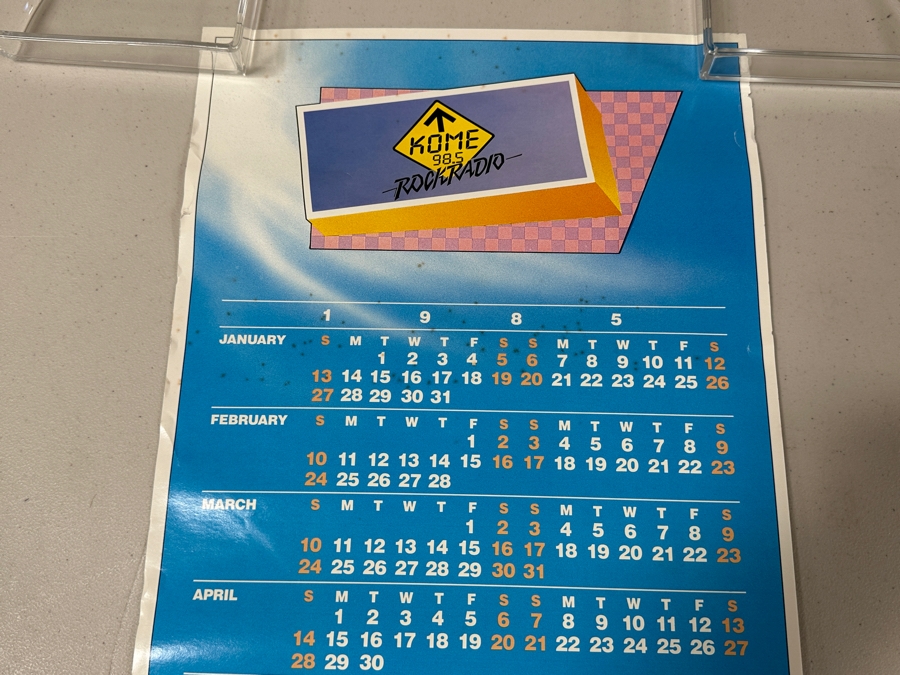 KOME
98.5
ROCK RADIO
1 9 8 5
JANUARY S M T W T F S S M T W T F S
1 2 3 4 5 6 7 8 9 10 11 12
13 14 15 16 17 18 19 20 21 22 23 24 25 26
27 28 29 30 31
FEBRUARY S M T W T F S S M T W T F S
1 2 3 4 5 6 7 8 9
10 11 12 13 14 15 16 17 18 19 20 21 22 23
24 25 26 27 28
MARCH S M T W T F S S M T W T F S
1 2 3 4 5 6 7 8 9
10 11 12 13 14 15 16 17 18 19 20 21 22 23
24 25 26 27 28 29 30 31
APRIL S M T W T F S S M T W T F S
1 2 3 4 5 6 7 8 9 10 11 12 13
14 15 16 17 18 19 20 21 22 23 24 25 26 27
28 29 30